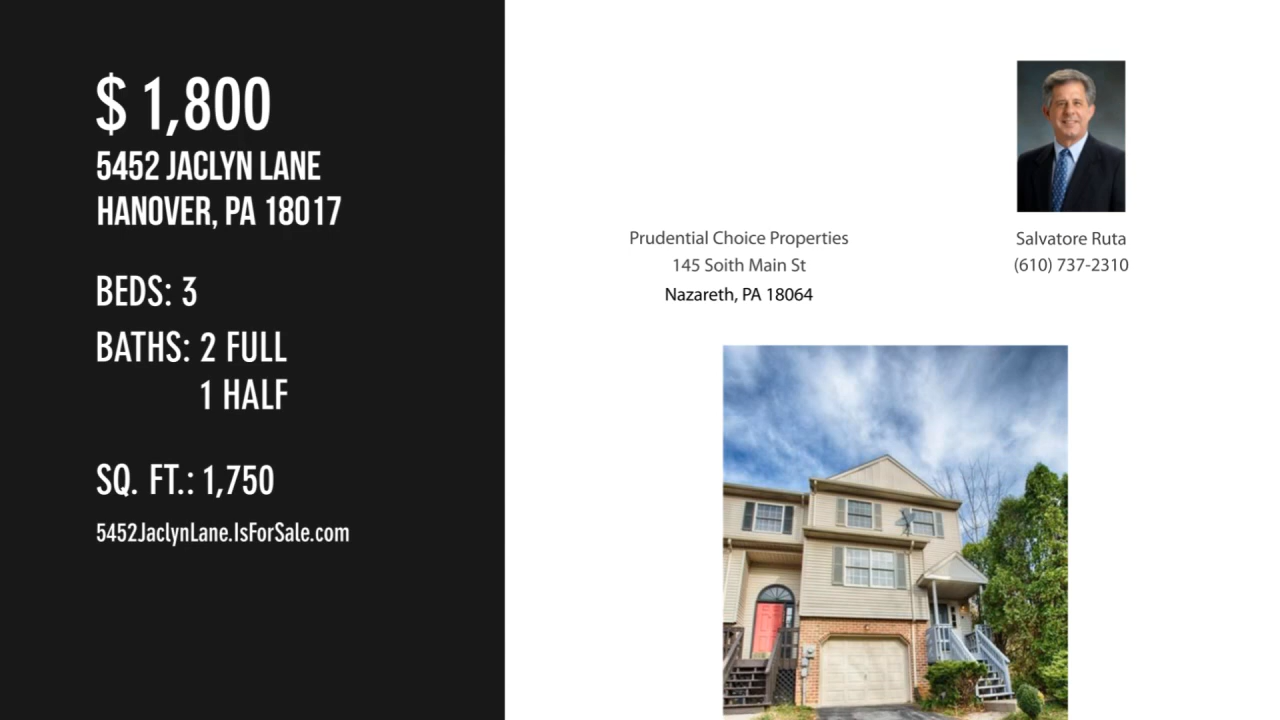 $ 1,800
5452 JACLYN LANE
HANOVER, PA 18017
BEDS: 3
BATHS: 2 FULL
1 HALF
SQ. FT.: 1,750
5452JaclynLane.IsForSale.com
Prudential Choice Properties
145 Soith Main St
Nazareth, PA 18064
Salvatore Ruta
(610) 737-2310